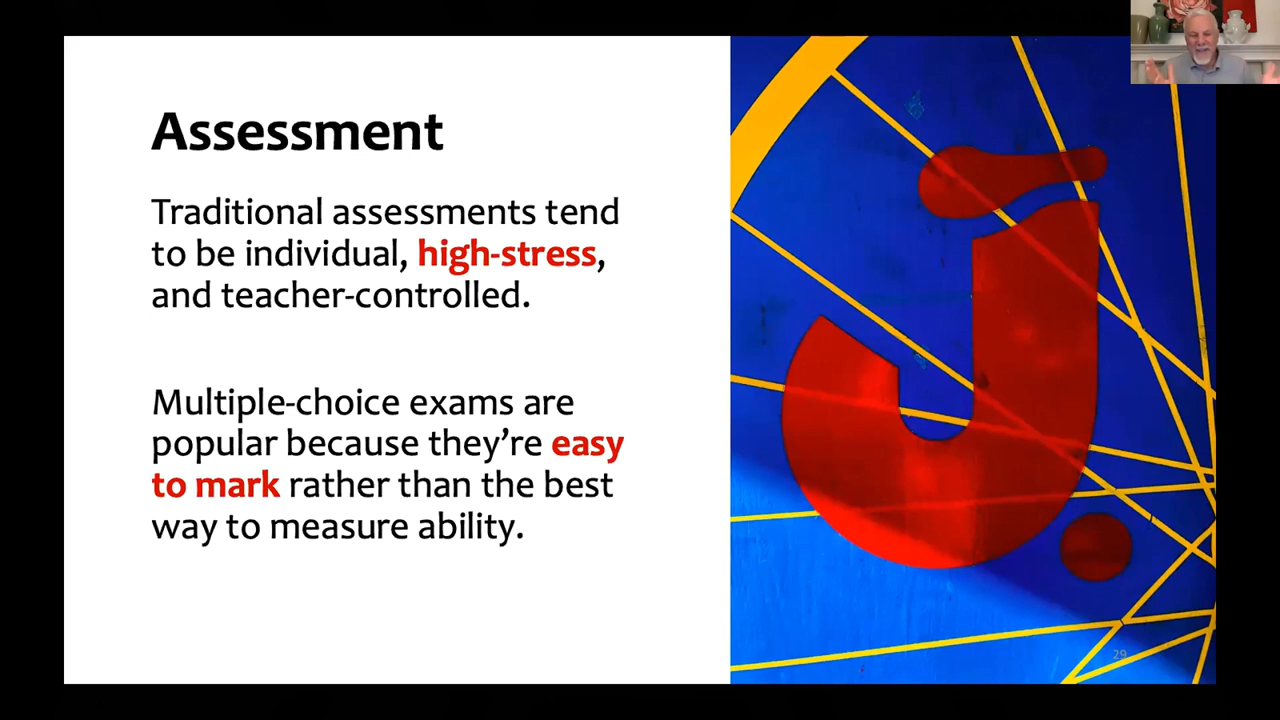 Assessment
Traditional assessments tend
to be individual, high-stress,
and teacher-controlled.
Multiple-choice exams are
popular because they’re easy
to mark rather than the best
way to measure ability.
J.
29